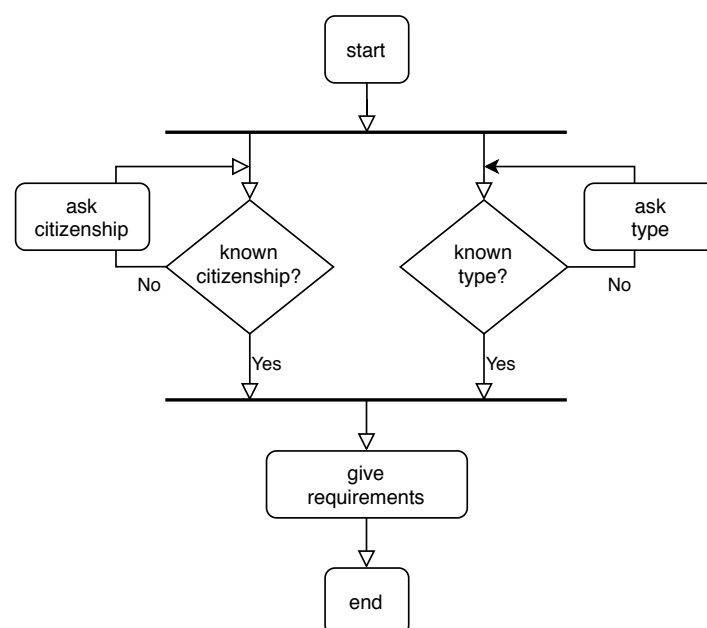 start
ask
citizenship
known
citizenship?
known
type?
ask
type
No
No
Yes
Yes
give
requirements
end